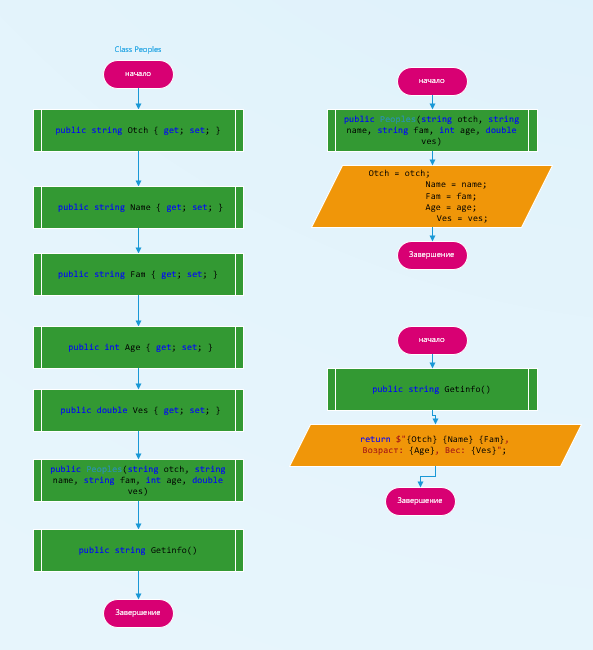 Class Peoples
начало
public string Otch { get; set; }
public string Name { get; set; }
public string Fam { get; set; }
public int Age { get; set; }
public double Ves { get; set; }
public Peoples(string otch, string
name, string fam, int age, double
ves)
public string Getinfo()
Завершение
начало
public Peoples(string otch, string
name, string fam, int age, double
ves)
Otch = otch;
Name = name;
Fam = fam;
Age = age;
Ves = ves;
Завершение
начало
public string Getinfo()
return $"{Otch} {Name} {Fam},
Возраст: {Age}, Вес: {Ves}";
Завершение